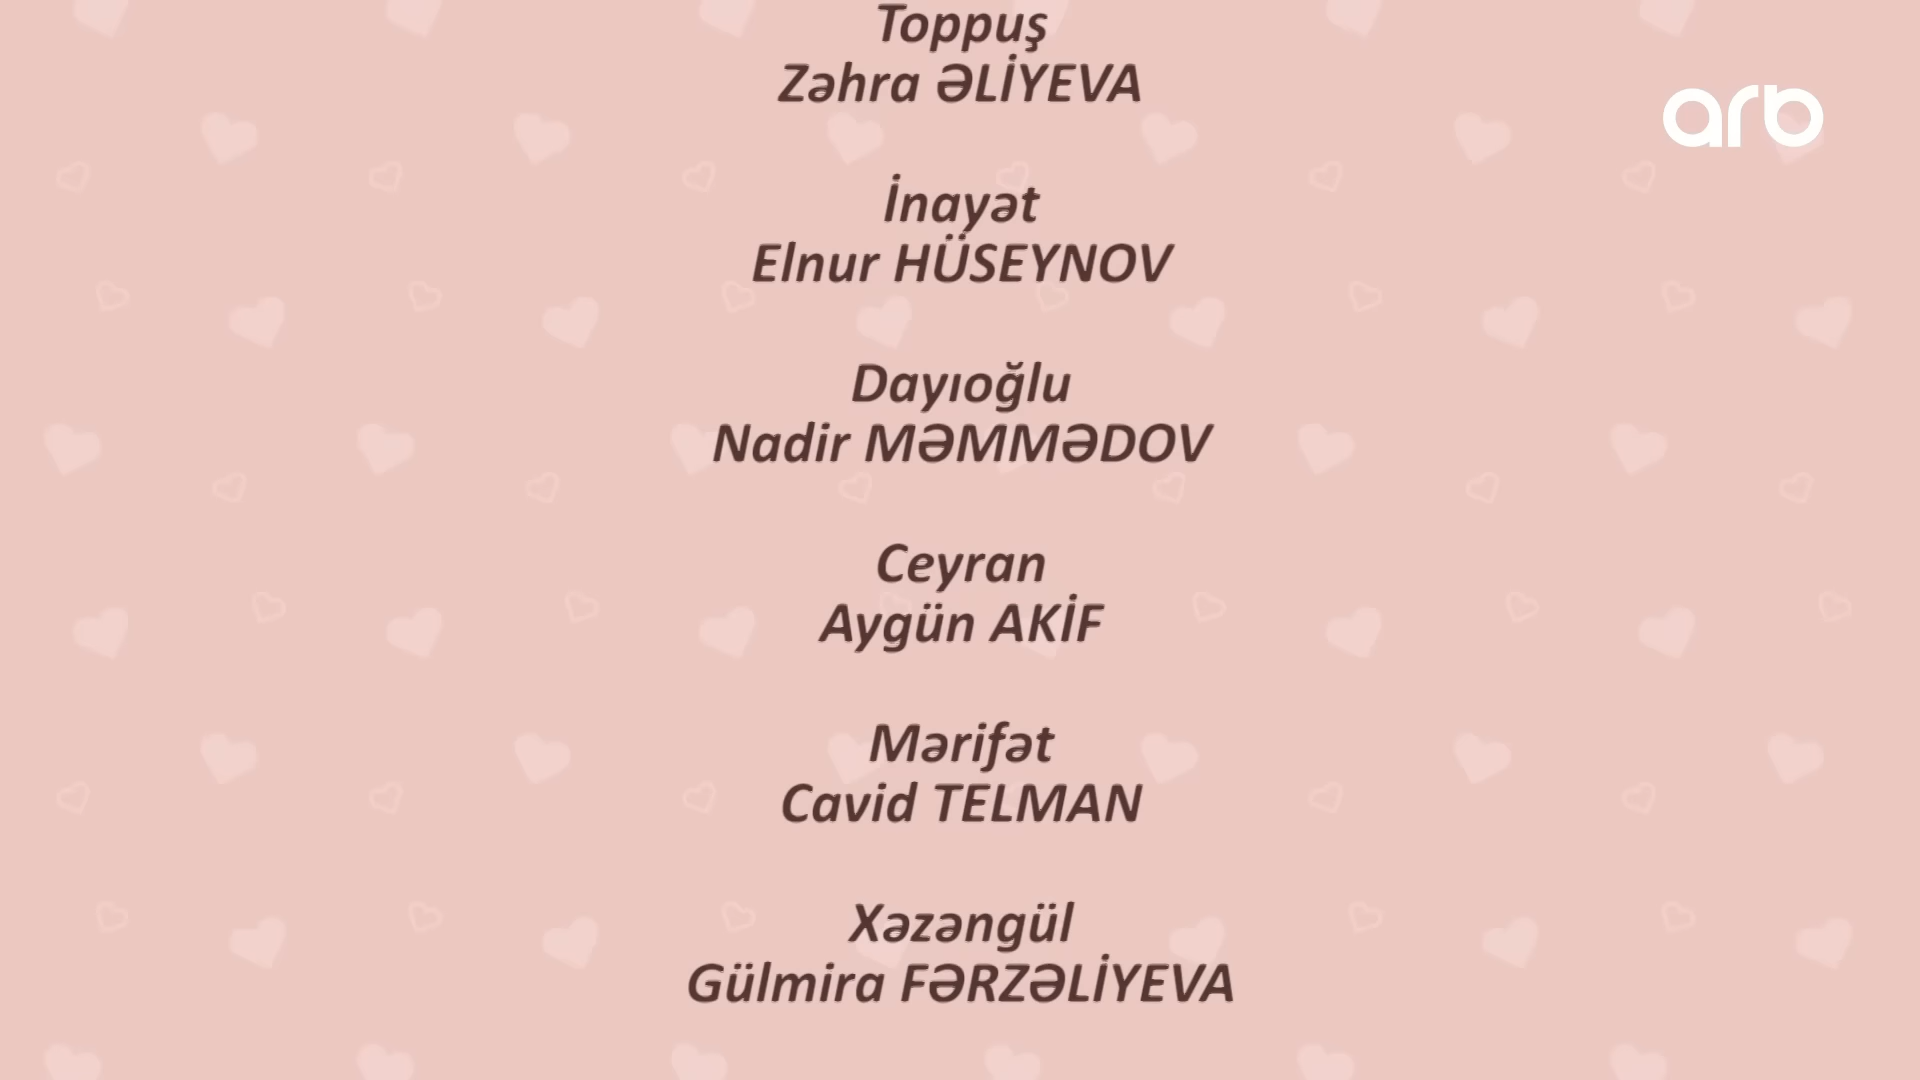 Toppuş
Zəhra ƏLİYEVA
arb
İnayət
Elnur HÜSEYNOV
Dayıoğlu
Nadir MƏMMƏDOV
Ceyran
Aygün AKİF
Mərifət
Cavid TELMAN
Xəzəngül
Gülmira FƏRZƏLİYEVA